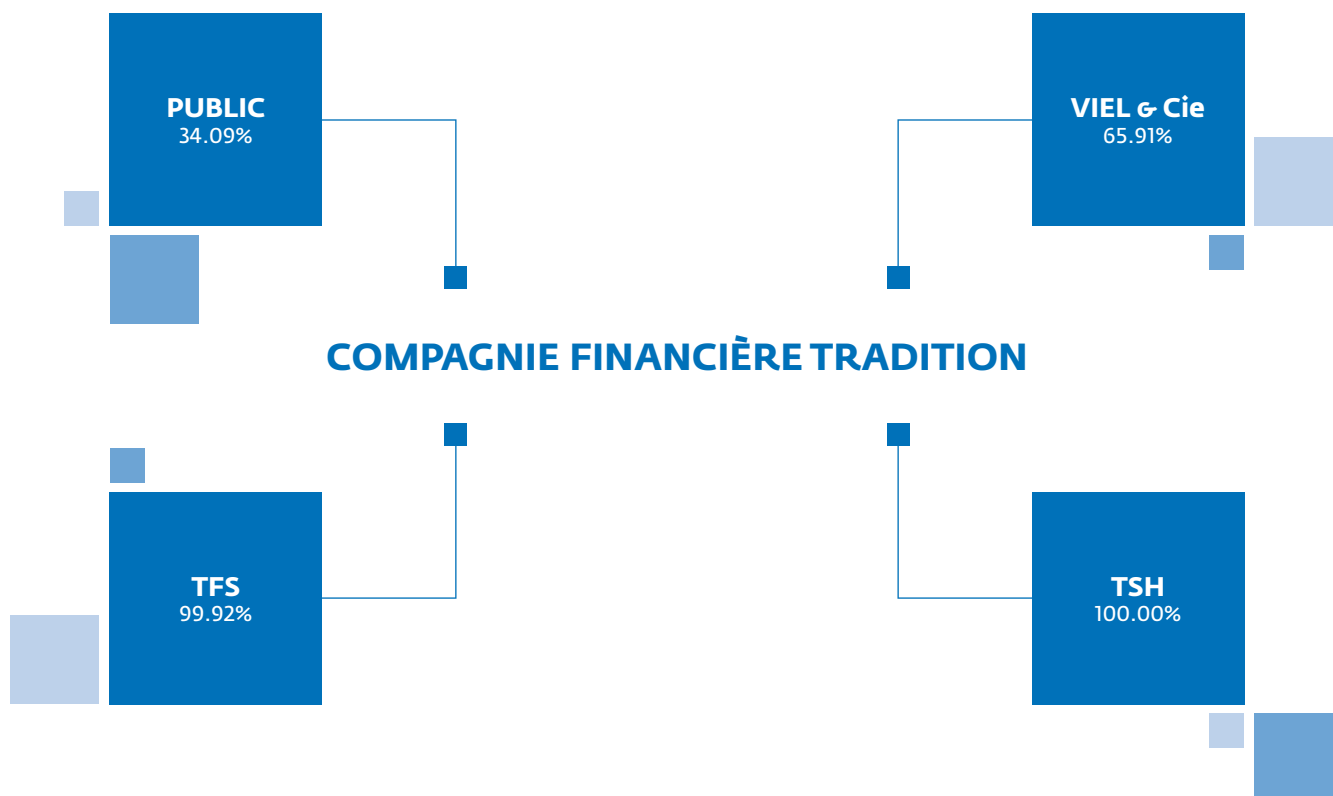 PUBLIC
34.09%
VIEL & Cie
65.91%
COMPAGNIE FINANCIÈRE TRADITION
TFS
99.92%
TSH
100.00%